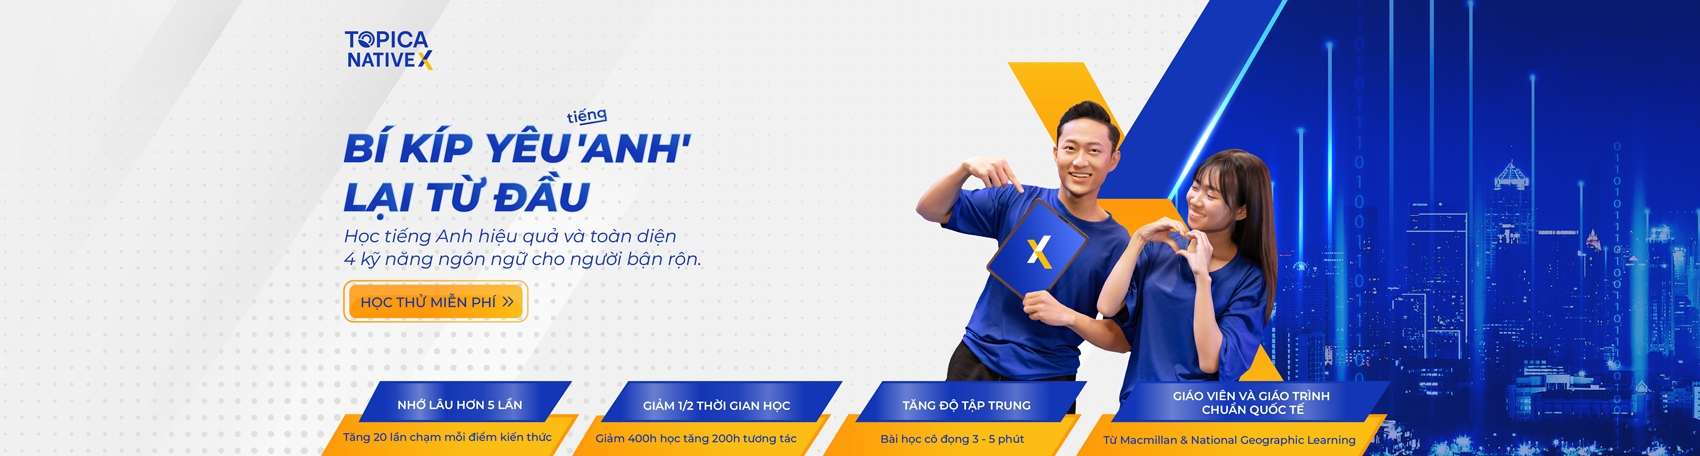 TOPICA
NATIVE X
tiếng
BÍ KÍP YÊU 'ANH'
LẠI TỪ ĐẦU
Học tiếng Anh hiệu quả và toàn diện
4 kỹ năng ngôn ngữ cho người bận rộn.
HỌC THỬ MIỄN PHÍ »
X
NHỚ LÂU HƠN 5 LẦN
Tăng 20 lần chạm mỗi điểm kiến thức
GIẢM 1/2 THỜI GIAN HỌC
Giảm 400h học tăng 200h tương tác
TĂNG ĐỘ TẬP TRUNG
Bài học cô đọng 3 - 5 phút
GIÁO VIÊN VÀ GIÁO TRÌNH
CHUẨN QUỐC TẾ
Từ Macmillan & National Geographic Learning